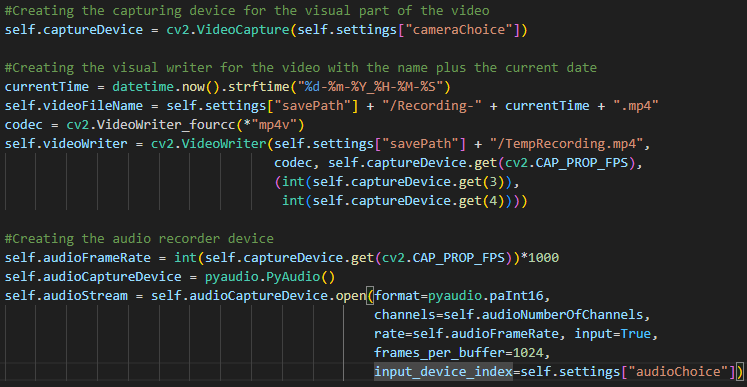 #Creating the capturing device for the visual part of the video
self.captureDevice = cv2.VideoCapture(self.settings["cameraChoice"])
#Creating the visual writer for the video with the name plus the current date
currentTime = datetime.now().strftime("%d-%m-%Y_%H-%M-%S")
self.videoFileName = self.settings["savePath"] + "/Recording-" + currentTime + ".mp4"
codec = cv2.VideoWriter_fourcc(*"mp4v")
self.videoWriter = cv2.VideoWriter(self.settings["savePath"] + "/TempRecording.mp4",
codec, self.captureDevice.get(cv2.CAP_PROP_FPS),
(int(self.captureDevice.get(3)),
int(self.captureDevice.get(4))))
#Creating the audio recorder device
self.audioFrameRate = int(self.captureDevice.get(cv2.CAP_PROP_FPS))*1000
self.audioCaptureDevice = pyaudio.PyAudio()
self.audioStream = self.audioCaptureDevice.open(format=pyaudio.paInt16,
channels=self.audioNumberOfChannels,
rate=self.audioFrameRate, input=True,
frames_per_buffer=1024,
input_device_index=self.settings["audioChoice"])